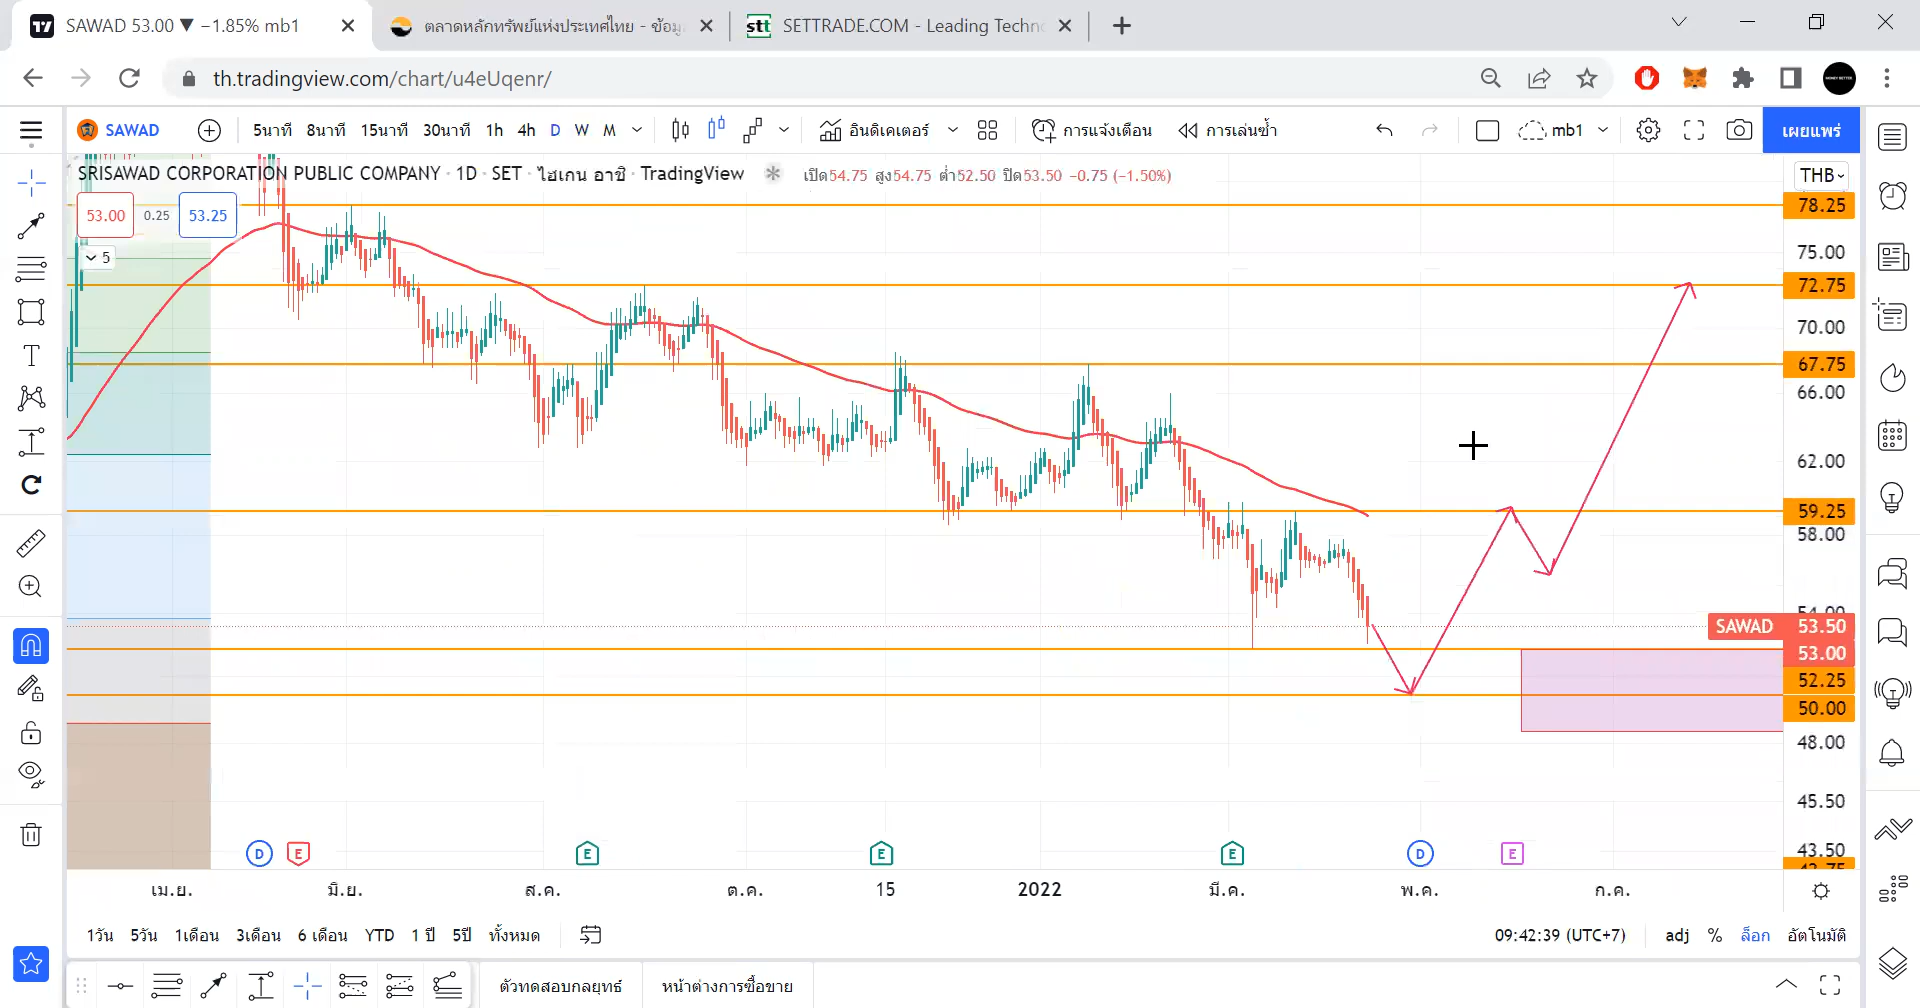 SAWAD 53.00 ▼ −1.85% mb1
ตลาดหลักทรัพย์แห่งประเทศไทย - ข้อมูล
stt SETTRADE.COM - Leading Techno
th.tradingview.com/chart/u4eUqenr/
SAWAD 5นาที 8นาที 15นาที 30นาที 1h 4h D W M อินดิเคเตอร์ การแจ้งเตือน การเล่นซ้ำ mb1 เผยแพร่
SRISAWAD CORPORATION PUBLIC COMPANY · 1D · SET · ไฮเกน อาชิ · TradingView เปิด54.75 สูง54.75 ต่ำ52.50 ปิด53.50 −0.75 (−1.50%)
THB
53.00 0.25 53.25
5
78.25
75.00
72.75
70.00
67.75
66.00
62.00
59.25
58.00
54.00
SAWAD 53.50
53.00
52.25
50.00
48.00
45.50
43.50
D E E E E D E
เม.ย. มิ.ย. ส.ค. ต.ค. 15 2022 มี.ค. พ.ค. ก.ค.
1วัน 5วัน 1เดือน 3เดือน 6 เดือน YTD 1 ปี 5ปี ทั้งหมด 09:42:39 (UTC+7) adj % ล็อก อัตโนมัติ
ตัวทดสอบกลยุทธ์ หน้าต่างการซื้อขาย